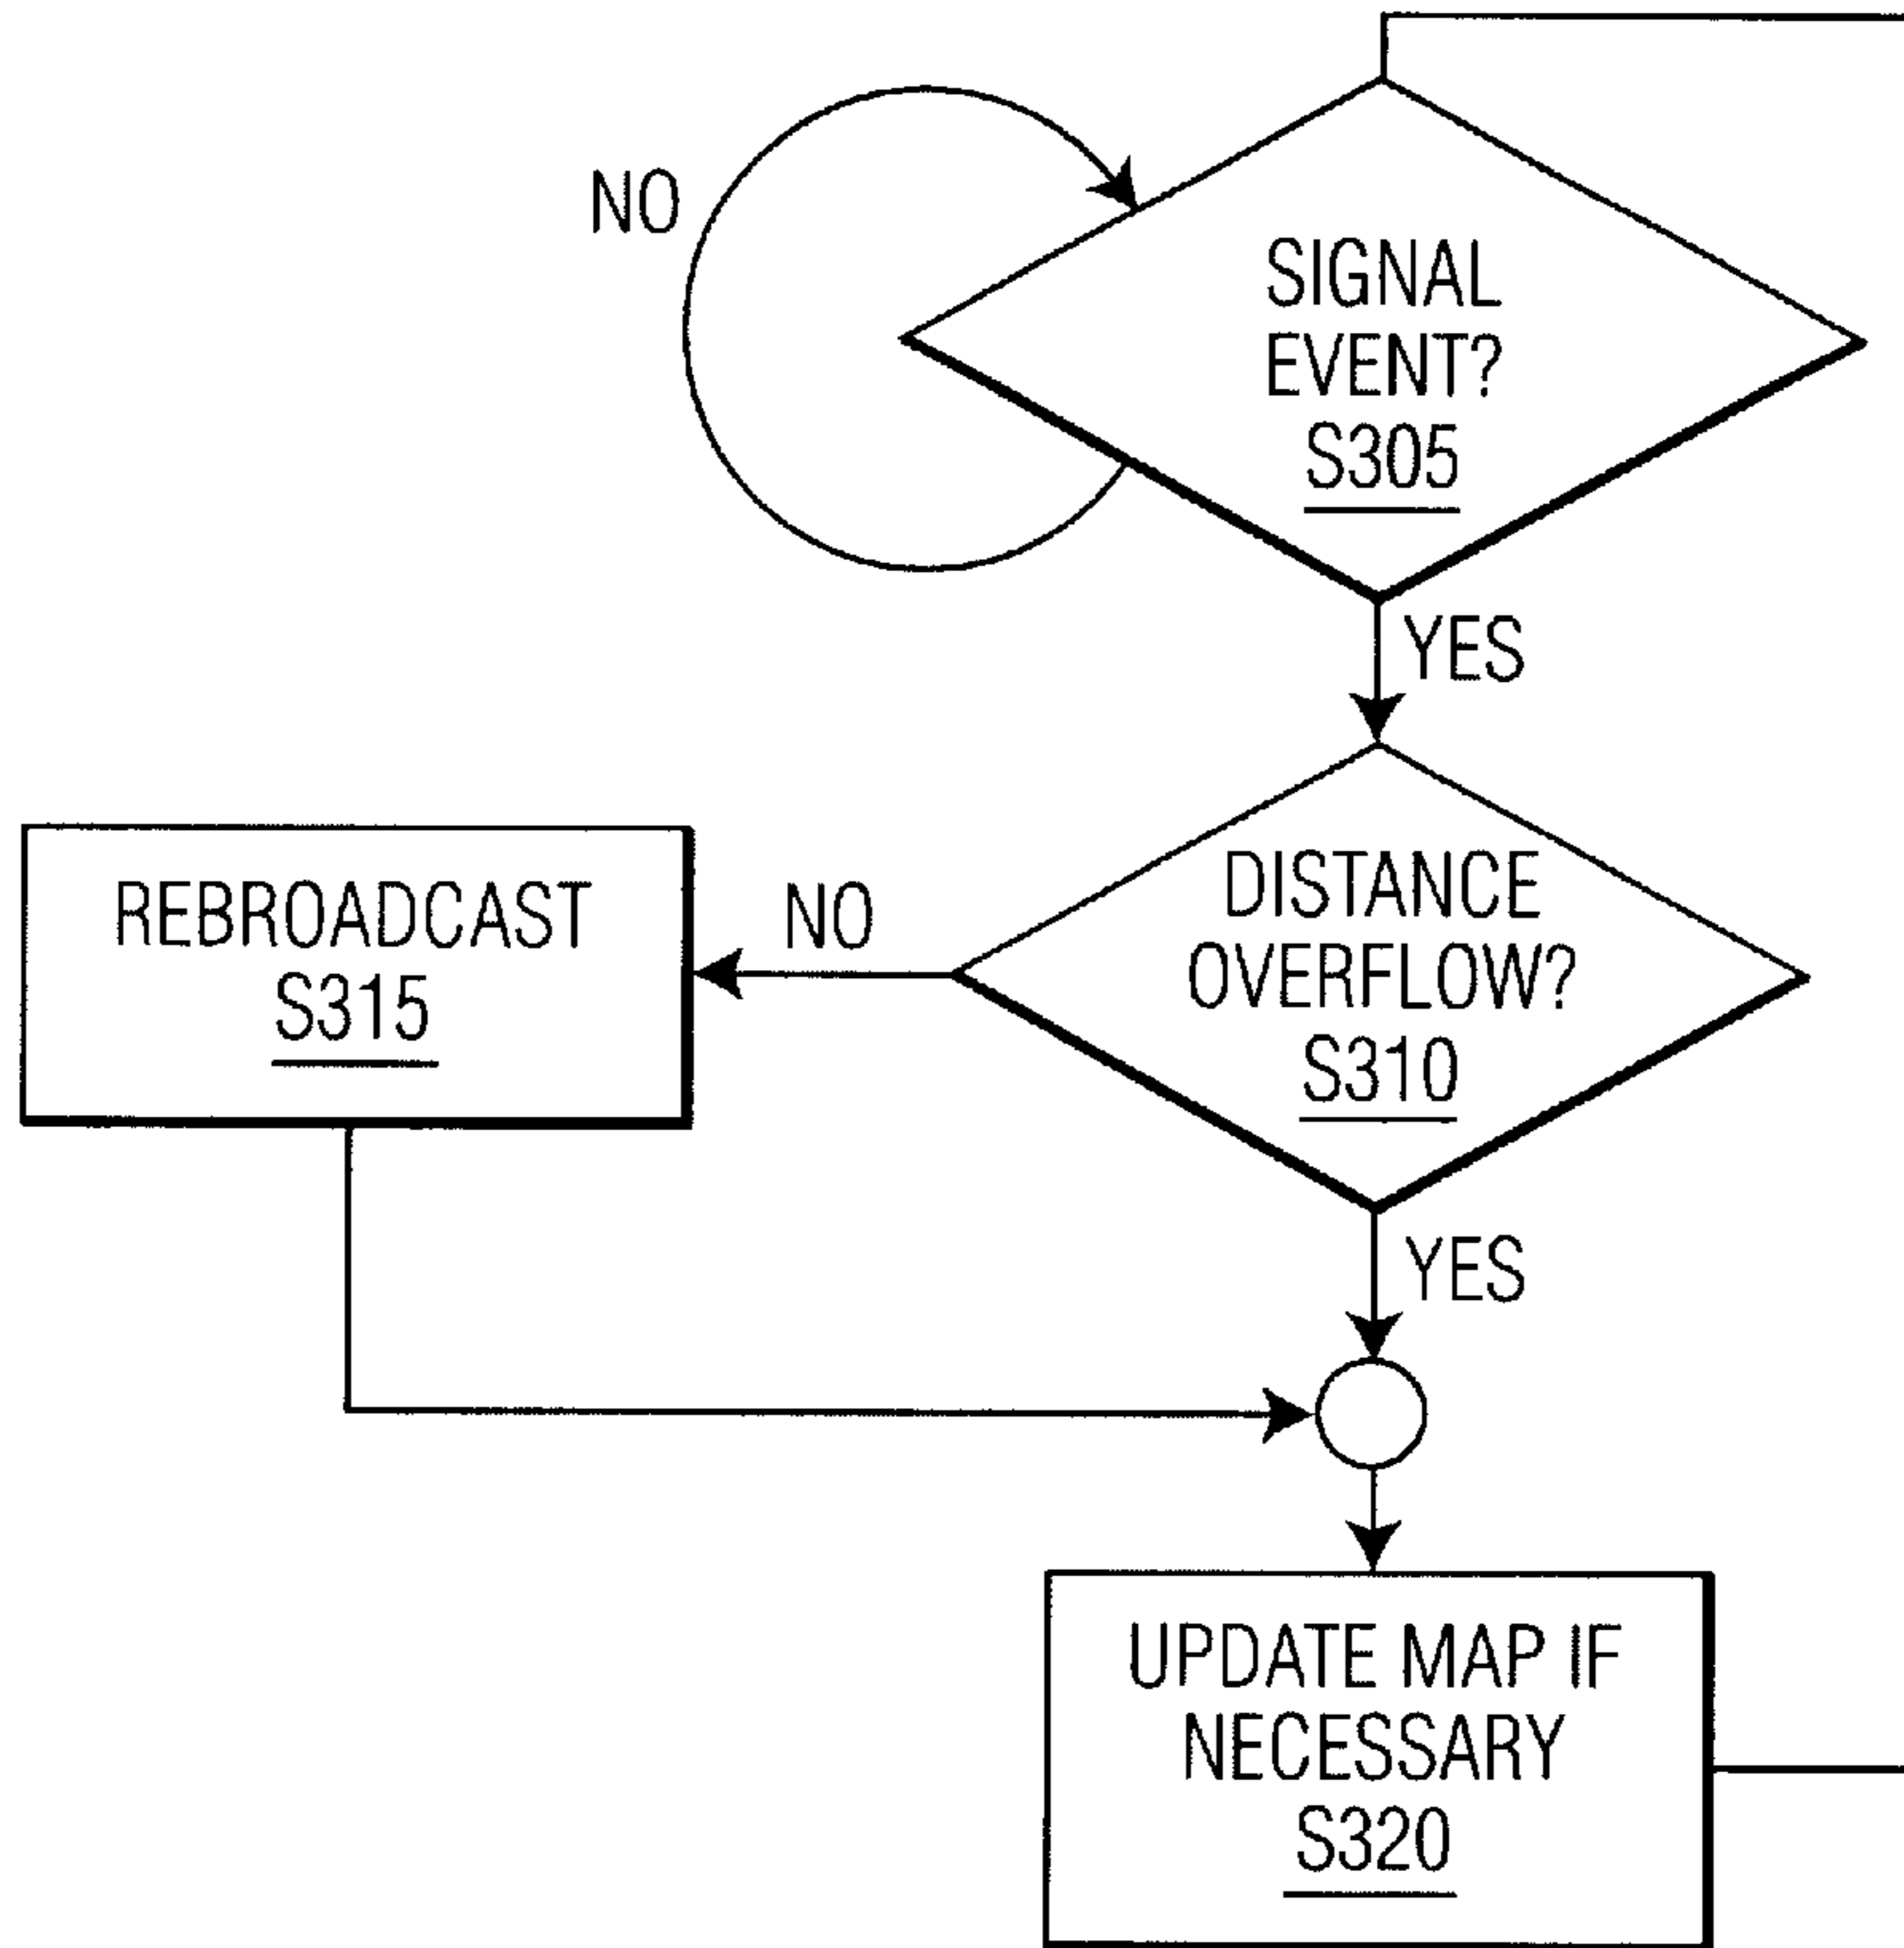 NO
SIGNAL
EVENT?
S305
YES
DISTANCE
OVERFLOW?
S310
NO
REBROADCAST
S315
YES
UPDATE MAP IF
NECESSARY
S320